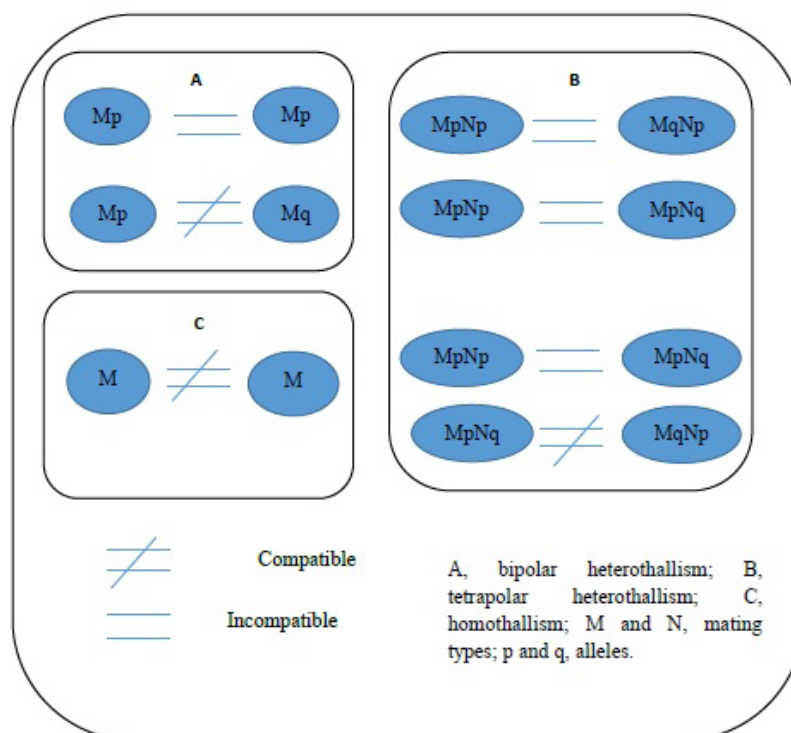 A
Mp Mp
Mp Mq
B
MpNp MqNp
MpNp MpNq
MpNp MpNq
MpNq MqNp
C
M M
Compatible
Incompatible
A, bipolar heterothallism; B,
tetrapolar heterothallism; C,
homothallism; M and N, mating
types; p and q, alleles.